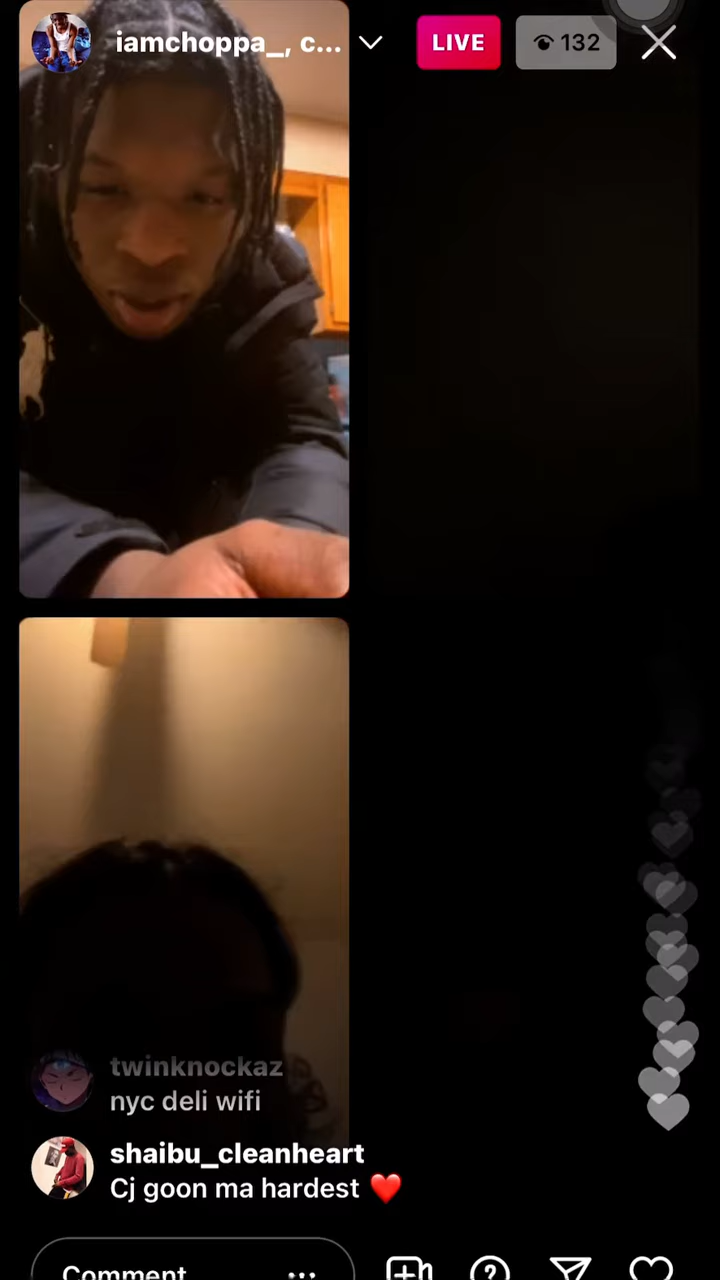 iamchoppa_, c...
LIVE
132
twinknockaz
nyc deli wifi
shaibu_cleanheart
Cj goon ma hardest ❤️
Comment
...